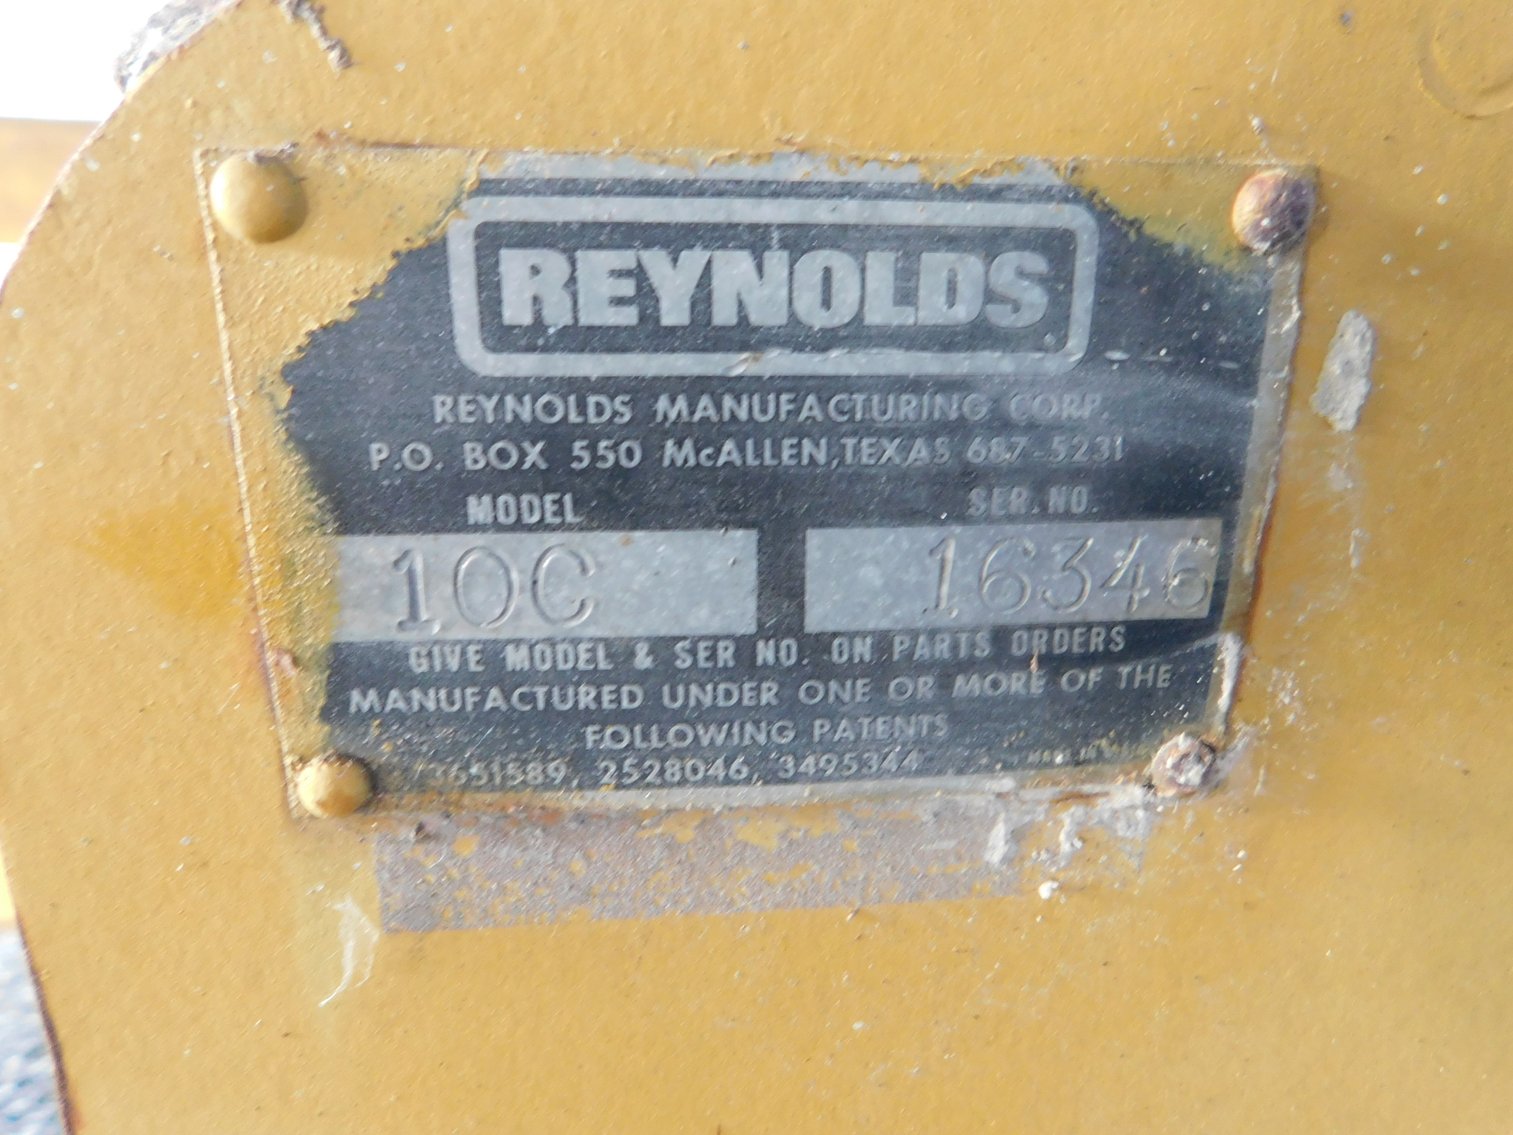 REYNOLDS
REYNOLDS MANUFACTURING CORP.
P.O. BOX 550 McALLEN, TEXAS 687-5231
MODEL SER. NO.
10C 16346
GIVE MODEL & SER NO. ON PARTS ORDERS
MANUFACTURED UNDER ONE OR MORE OF THE
FOLLOWING PATENTS
2528046, 3495344